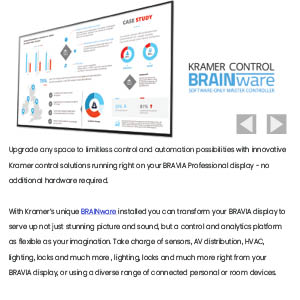 CASE STUDY
KRAMER CONTROL
BRAINware
SOFTWARE-ONLY MASTER CONTROLLER
Upgrade any space to limitless control and automation possibilities with innovative
Kramer control solutions running right on your BRAVIA Professional display - no
additional hardware required.
With Kramer's unique BRAINware installed you can transform your BRAVIA display to
serve up not just stunning picture and sound, but a control and analytics platform
as flexible as your imagination. Take charge of sensors, AV distribution, HVAC,
lighting, locks and much more, lighting, locks and much more right from your
BRAVIA display, or using a diverse range of connected personal or room devices.